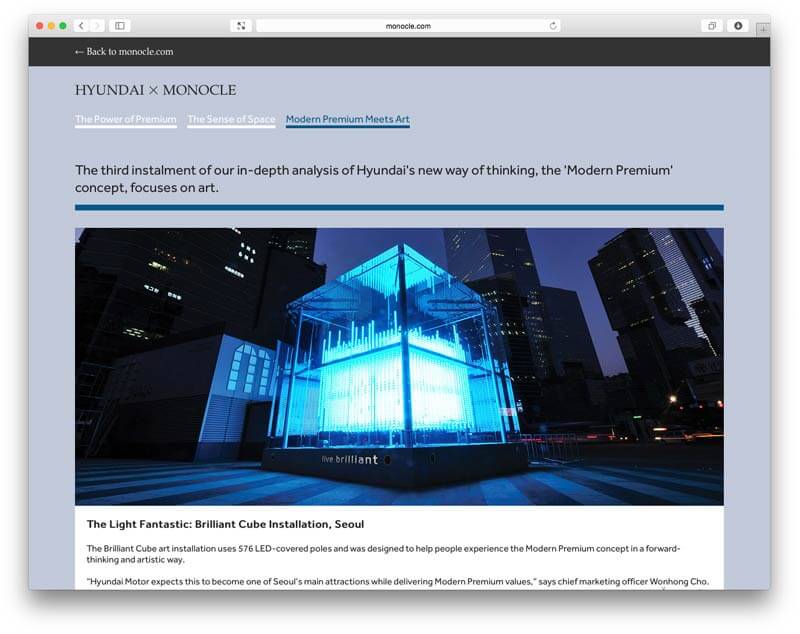 monocle.com
← Back to monocle.com
HYUNDAI × MONOCLE
The Power of Premium The Sense of Space Modern Premium Meets Art
The third instalment of our in-depth analysis of Hyundai's new way of thinking, the 'Modern Premium'
concept, focuses on art.
live brilliant
The Light Fantastic: Brilliant Cube Installation, Seoul
The Brilliant Cube art installation uses 576 LED-covered poles and was designed to help people experience the Modern Premium concept in a forward-
thinking and artistic way.
"Hyundai Motor expects this to become one of Seoul's main attractions while delivering Modern Premium values," says chief marketing officer Wonhong Cho.